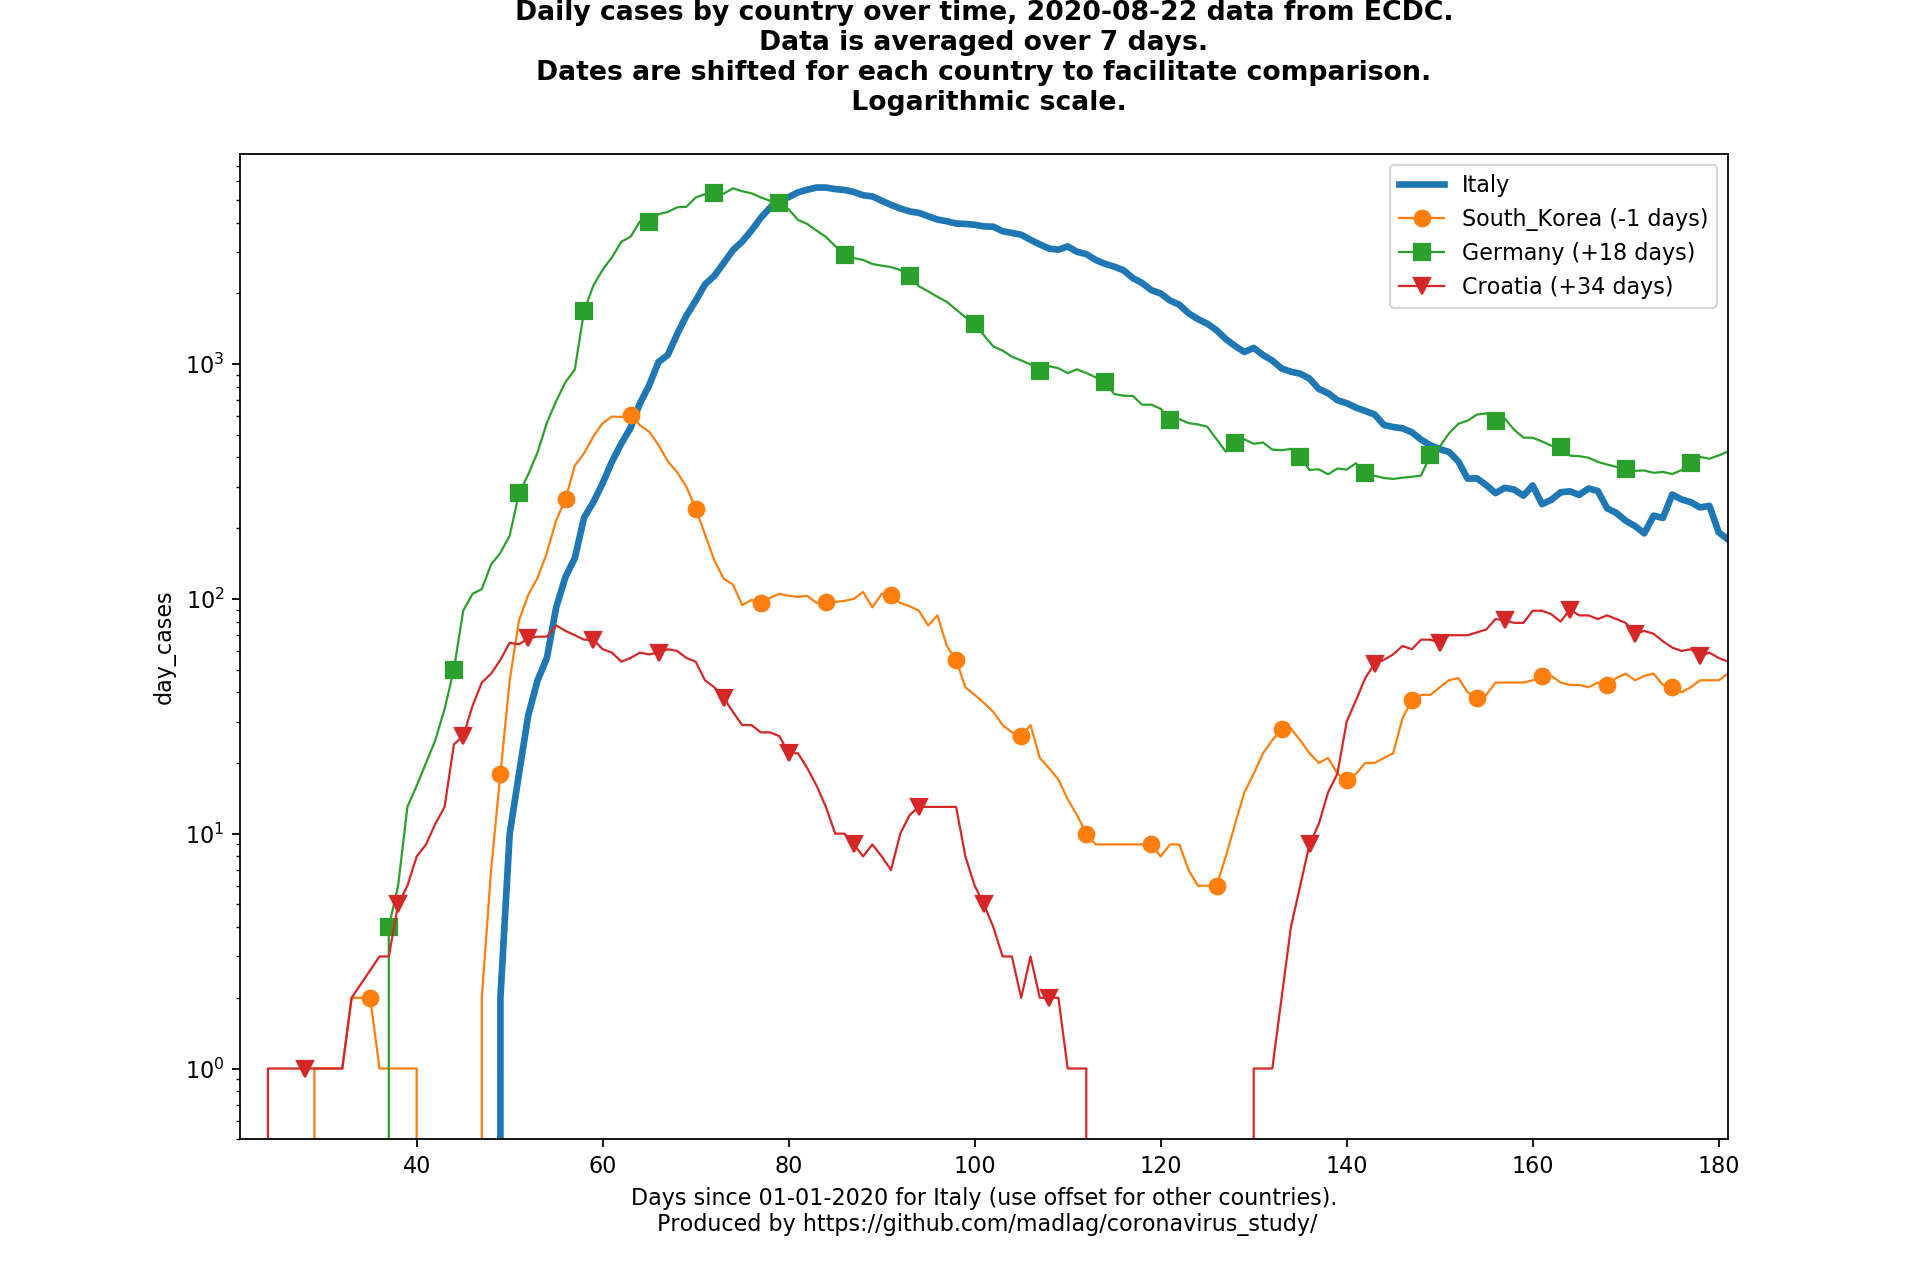 Daily cases by country over time, 2020-08-22 data from ECDC.
Data is averaged over 7 days.
Dates are shifted for each country to facilitate comparison.
Logarithmic scale.
Italy
South_Korea (-1 days)
Germany (+18 days)
Croatia (+34 days)
day_cases
10³
10²
10¹
10⁰
40 60 80 100 120 140 160 180
Days since 01-01-2020 for Italy (use offset for other countries).
Produced by https://github.com/madlag/coronavirus_study/